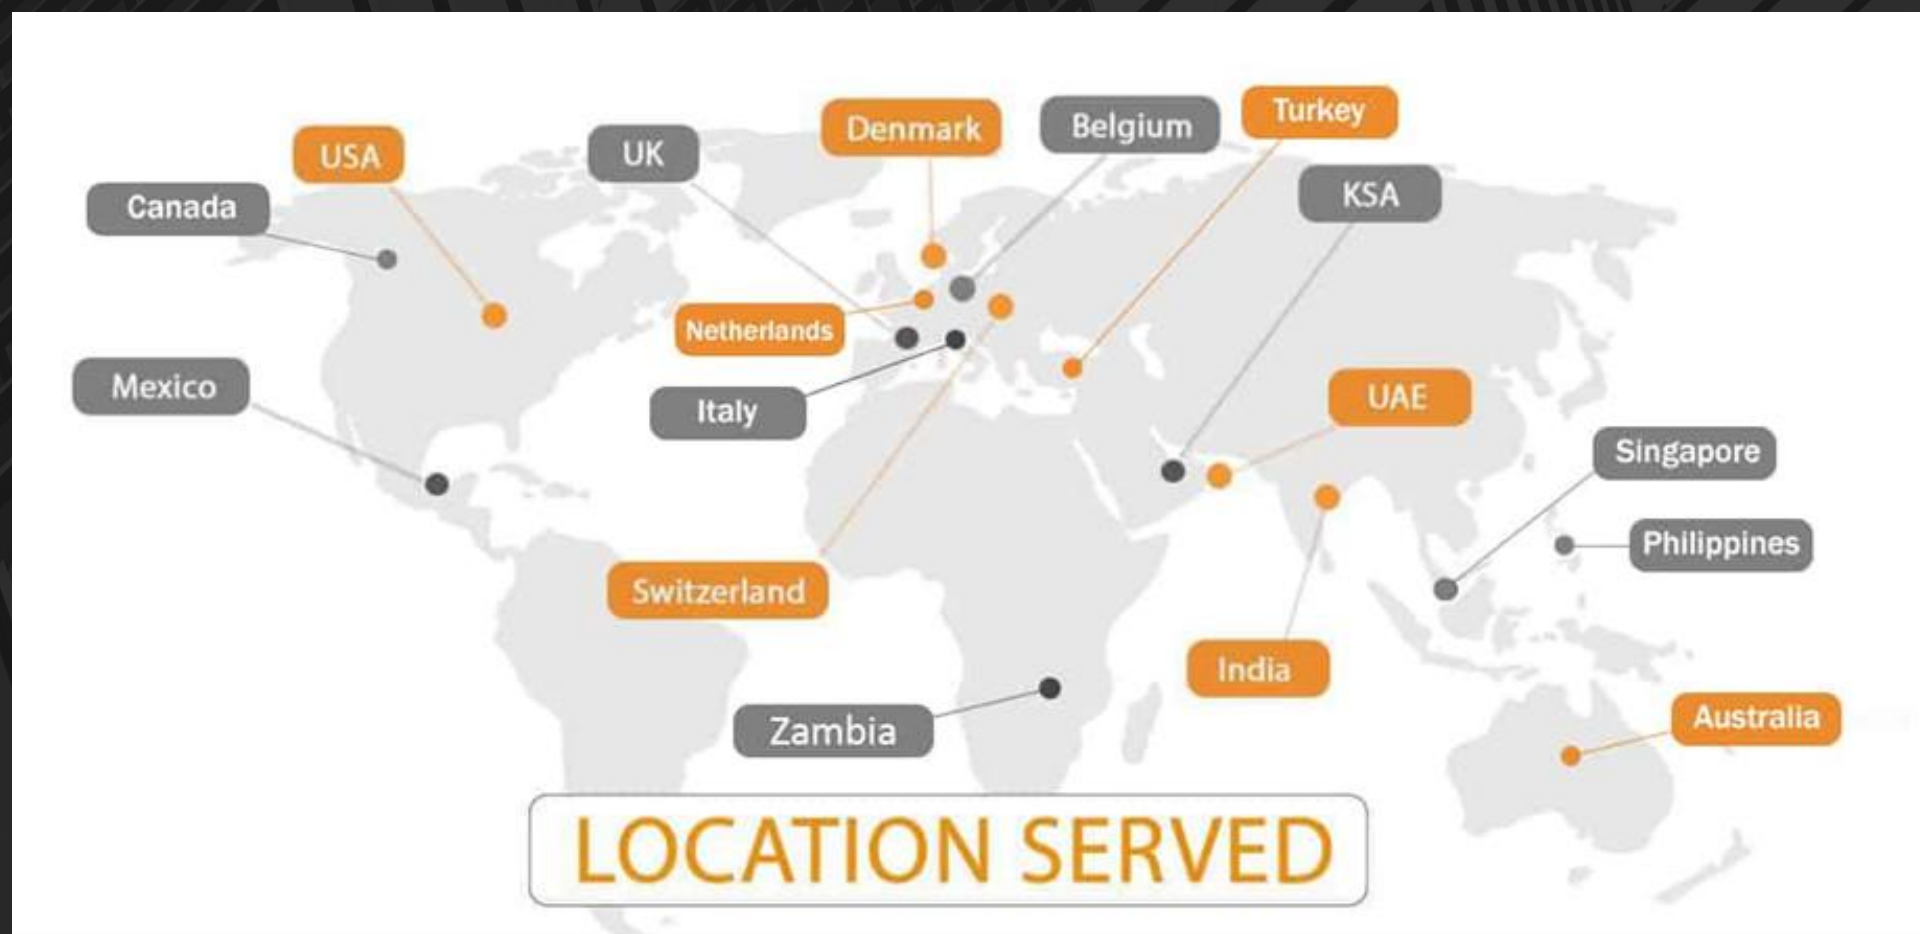 Denmark
Belgium
Turkey
USA
UK
KSA
Canada
Netherlands
Mexico
Italy
UAE
Singapore
Philippines
Switzerland
India
Zambia
Australia
LOCATION SERVED